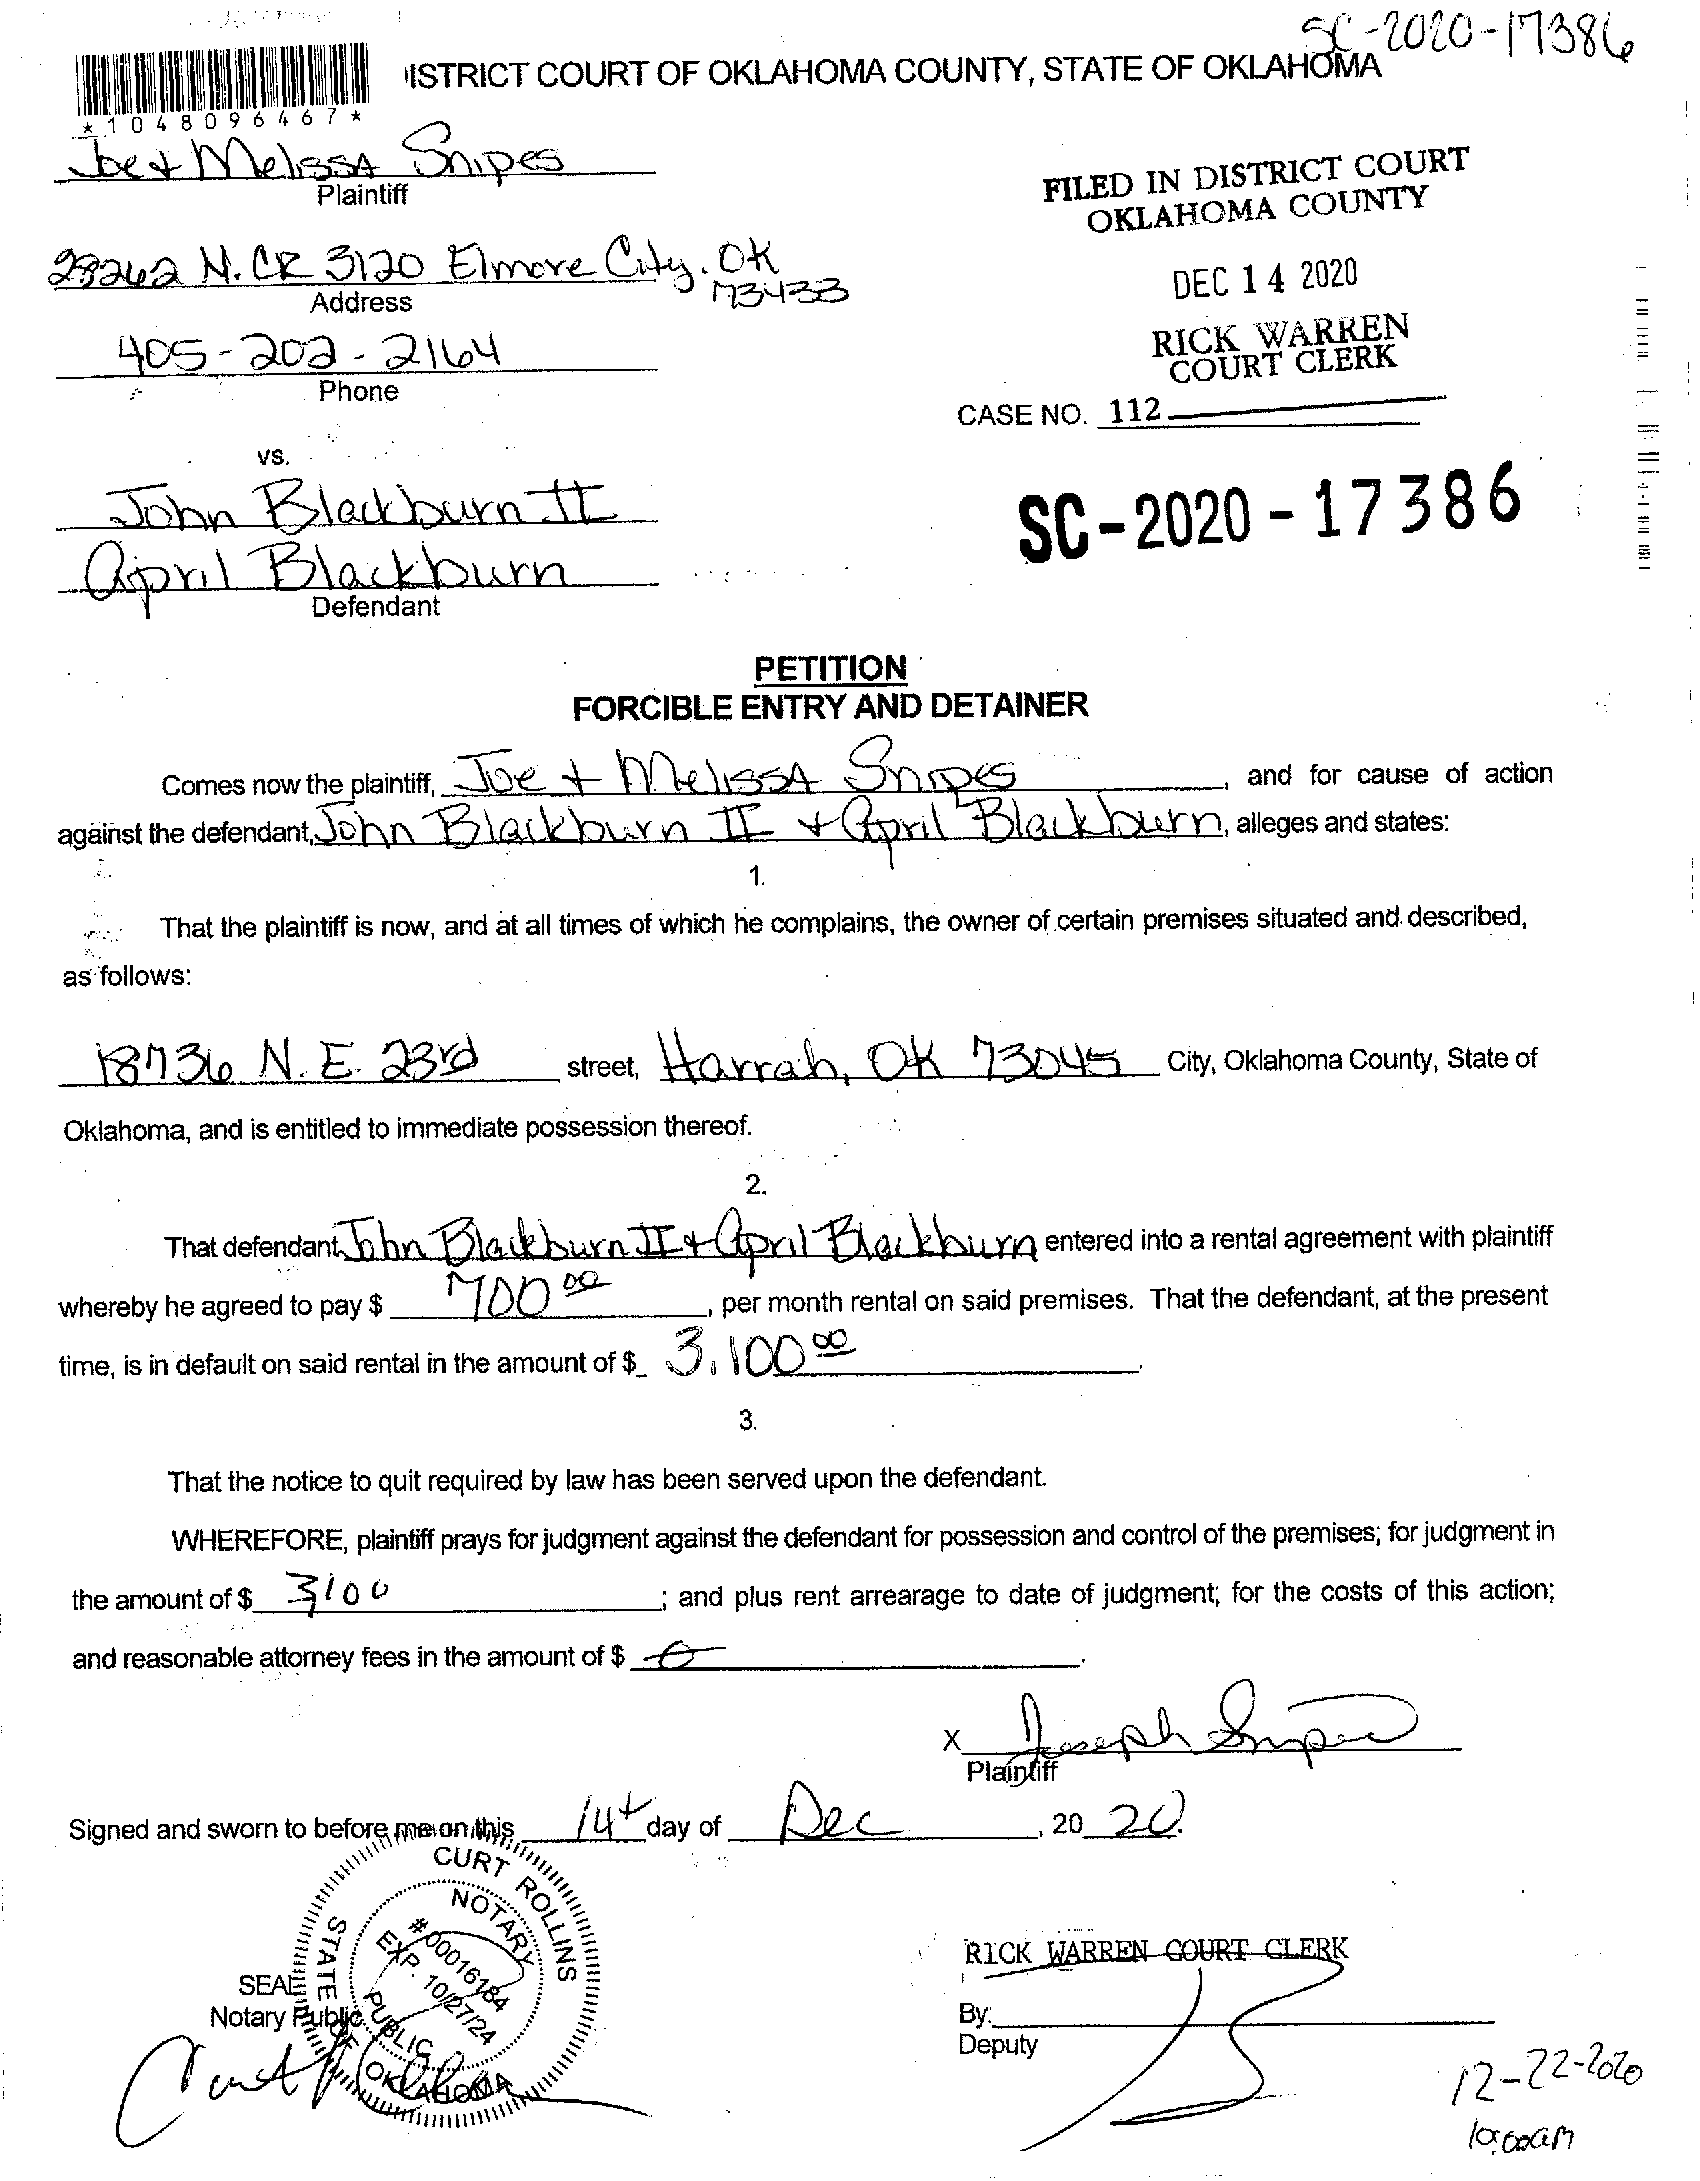 SC-2020-17386
ISTRICT COURT OF OKLAHOMA COUNTY, STATE OF OKLAHOMA
*1048096467*
Joe + Melissa Snipes
Plaintiff
FILED IN DISTRICT COURT
OKLAHOMA COUNTY
28262 N. CR 3120 Elmore City. OK
73433
Address
DEC 14 2020
405-202-2164
Phone
RICK WARREN
COURT CLERK
CASE NO. 112
vs.
John Blackburn II
April Blackburn
Defendant
SC-2020-17386
PETITION
FORCIBLE ENTRY AND DETAINER
Comes now the plaintiff, Joe + Melissa Snipes, and for cause of action
against the defendant, John Blackburn II + April Blackburn, alleges and states:
1.
That the plaintiff is now, and at all times of which he complains, the owner of certain premises situated and described,
as follows:
18736 N.E. 23rd street, Harrah, OK 73045 City, Oklahoma County, State of
Oklahoma, and is entitled to immediate possession thereof.
2.
That defendant, John Blackburn II + April Blackburn entered into a rental agreement with plaintiff
whereby he agreed to pay $ 700 00, per month rental on said premises. That the defendant, at the present
time, is in default on said rental in the amount of $ 3,100 00.
3.
That the notice to quit required by law has been served upon the defendant.
WHEREFORE, plaintiff prays for judgment against the defendant for possession and control of the premises; for judgment in
the amount of $ 3100; and plus rent arrearage to date of judgment; for the costs of this action;
and reasonable attorney fees in the amount of $ 0.
X Joseph Snipes
Plaintiff
Signed and sworn to before me on this 14t day of Dec, 20 20.
CURT ROLLINS
NOTARY PUBLIC
# 00016184
EXP. 10/27/24
STATE OF OKLAHOMA
SEAL
Notary Public
Curt Rollins
RICK WARREN COURT CLERK
By:
Deputy
12-22-2020
10:00am